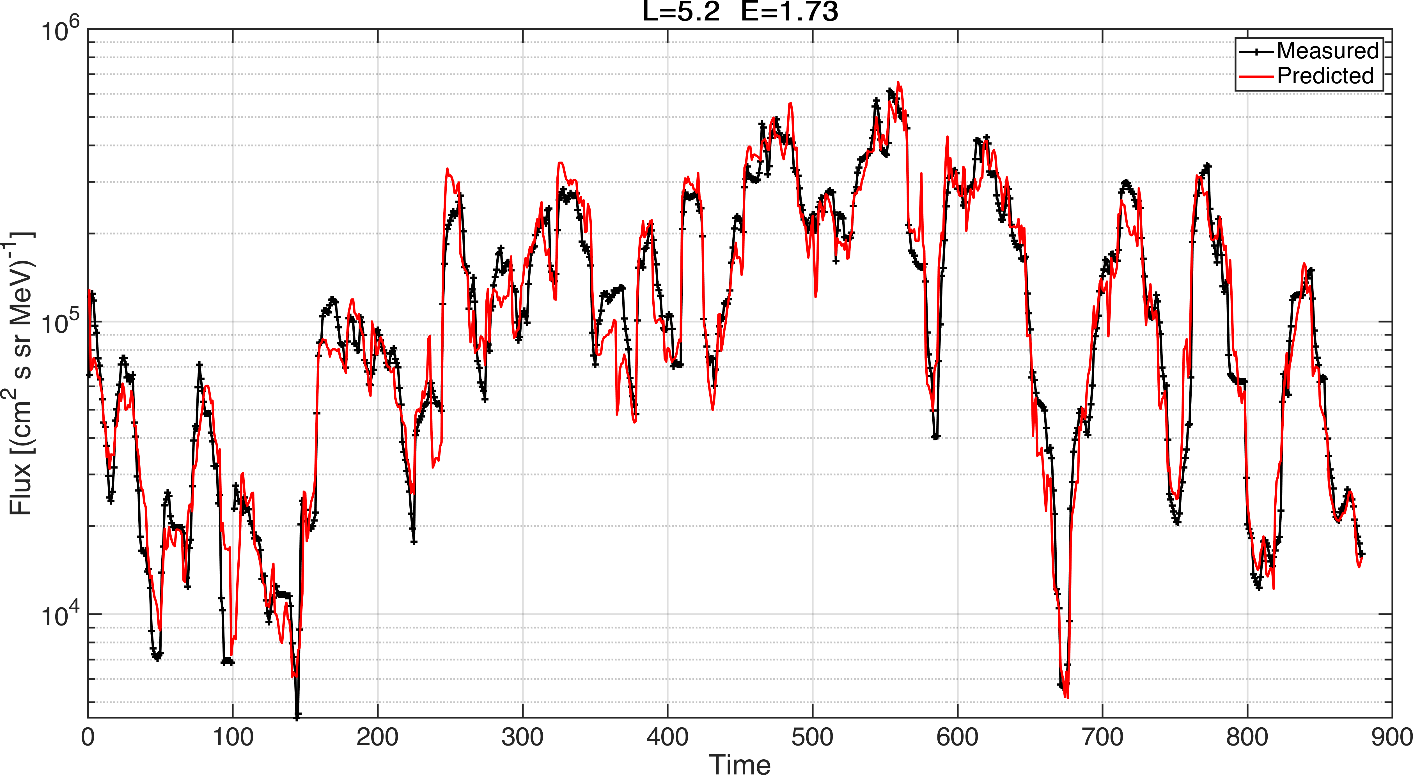 L=5.2 E=1.73
10^6
10^5
10^4
Flux [(cm^2 s sr MeV)^-1]
Measured
Predicted
0 100 200 300 400 500 600 700 800 900
Time